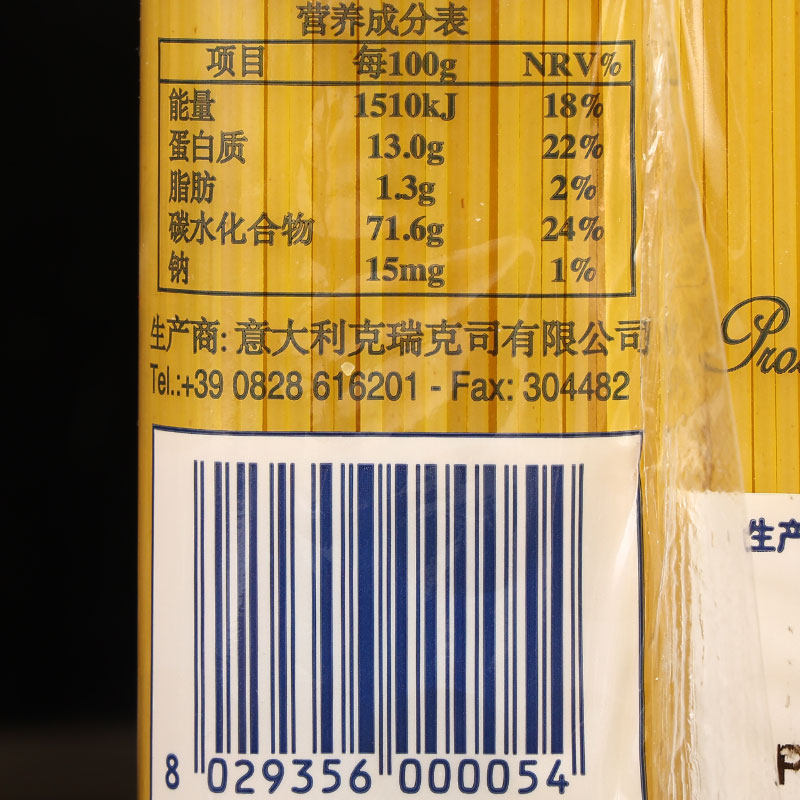 营养成分表
项目 每100g NRV%
能量 1510kJ 18%
蛋白质 13.0g 22%
脂肪 1.3g 2%
碳水化合物 71.6g 24%
钠 15mg 1%
生产商: 意大利克瑞克司有限公司
Tel.:+39 0828 616201 - Fax: 304482
生产
8 029356 000054